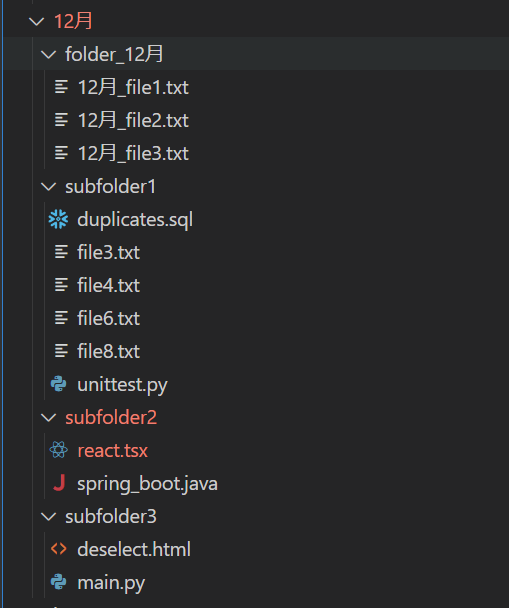 12月
folder_12月
12月_file1.txt
12月_file2.txt
12月_file3.txt
subfolder1
duplicates.sql
file3.txt
file4.txt
file6.txt
file8.txt
unittest.py
subfolder2
react.tsx
spring_boot.java
subfolder3
deselect.html
main.py